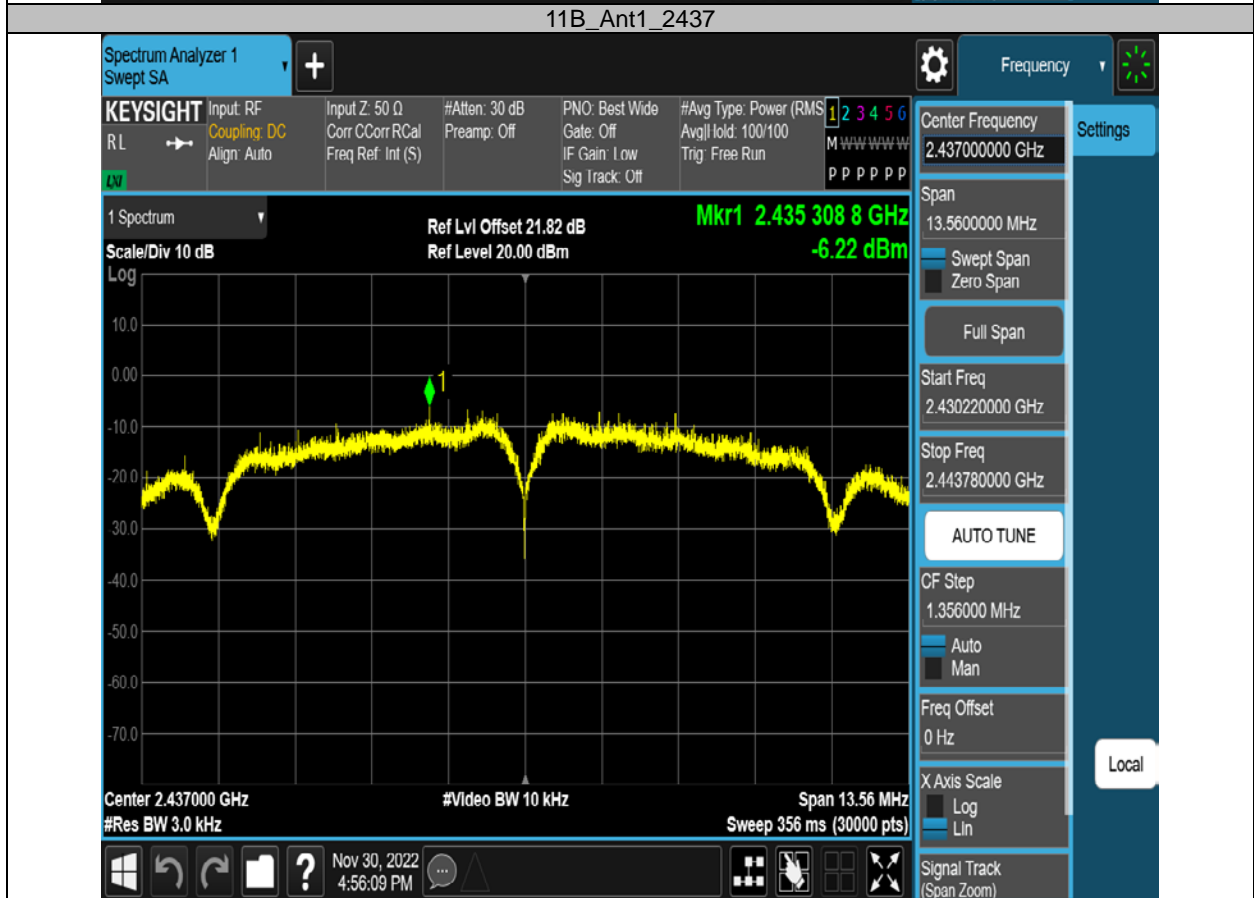 11B_Ant1_2437
Spectrum Analyzer 1
Swept SA
+
Frequency
KEYSIGHT
RL
LXI
Input: RF
Coupling: DC
Align: Auto
Input Z: 50 Ω
Corr CCorr RCal
Freq Ref: Int (S)
#Atten: 30 dB
Preamp: Off
PNO: Best Wide
Gate: Off
IF Gain: Low
Sig Track: Off
#Avg Type: Power (RMS
Avg|Hold: 100/100
Trig: Free Run
1 2 3 4 5 6
M W W W W W
P P P P P P
1 Spectrum
Scale/Div 10 dB
Ref Lvl Offset 21.82 dB
Ref Level 20.00 dBm
Mkr1 2.435 308 8 GHz
-6.22 dBm
Log
10.0
0.00
-10.0
-20.0
-30.0
-40.0
-50.0
-60.0
-70.0
1
Center 2.437000 GHz
#Video BW 10 kHz
Span 13.56 MHz
#Res BW 3.0 kHz
Sweep 356 ms (30000 pts)
?
Nov 30, 2022
4:56:09 PM
Center Frequency
2.437000000 GHz
Settings
Span
13.5600000 MHz
Swept Span
Zero Span
Full Span
Start Freq
2.430220000 GHz
Stop Freq
2.443780000 GHz
AUTO TUNE
CF Step
1.356000 MHz
Auto
Man
Freq Offset
0 Hz
Local
X Axis Scale
Log
Lin
Signal Track
(Span Zoom)